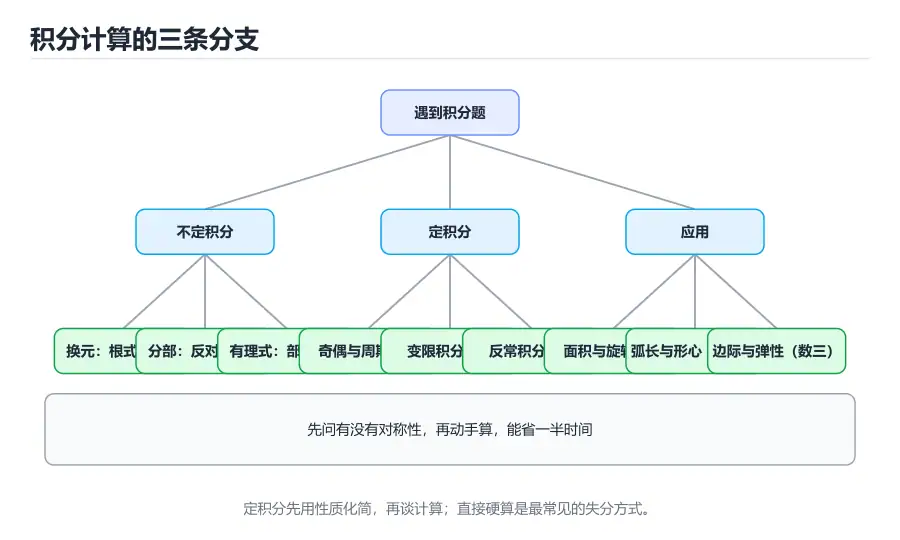 积分计算的三条分支
遇到积分题
不定积分
定积分
应用
换元：根式
分部：反对
有理式：部
奇偶与周期
变限积分
反常积分
面积与旋转
弧长与形心
边际与弹性（数三）
先问有没有对称性，再动手算，能省一半时间
定积分先用性质化简，再谈计算；直接硬算是最常见的失分方式。